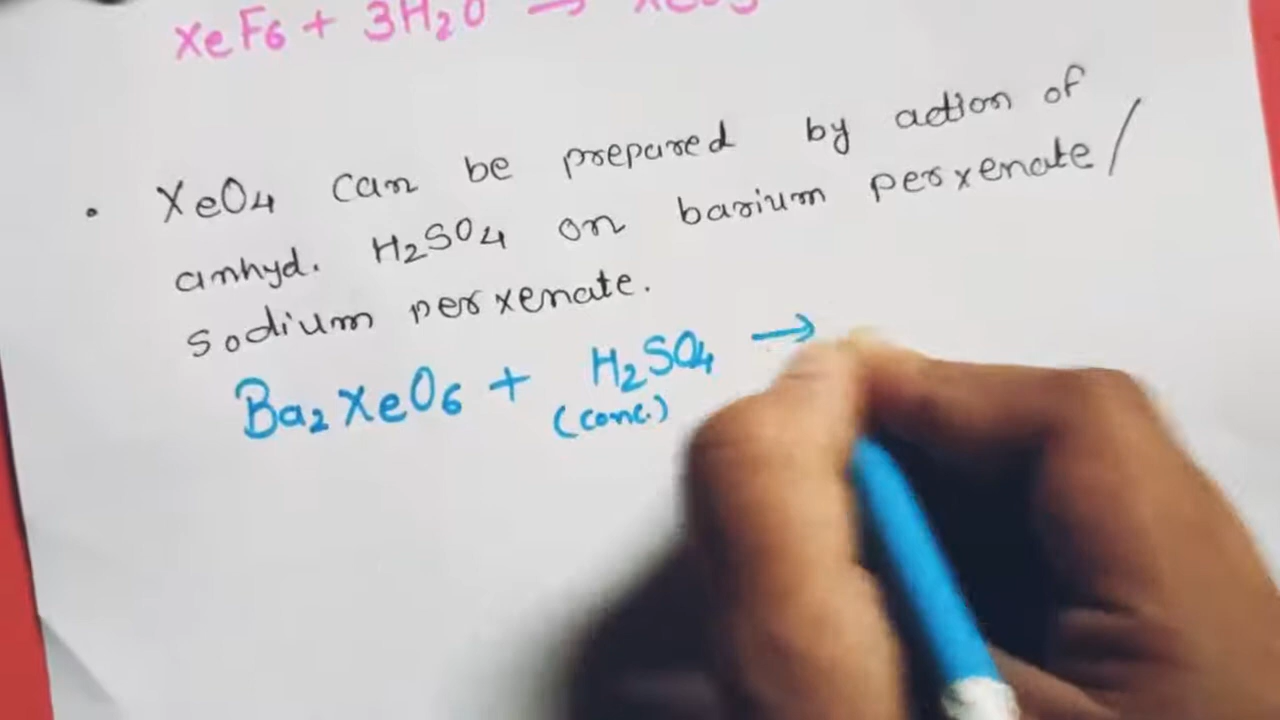 XeF6 + 3H2O →
• XeO4 can be prepared by action of
anhyd. H2SO4 on barium perxenate/
sodium perxenate.
Ba2XeO6 + H2SO4 →
(conc.)